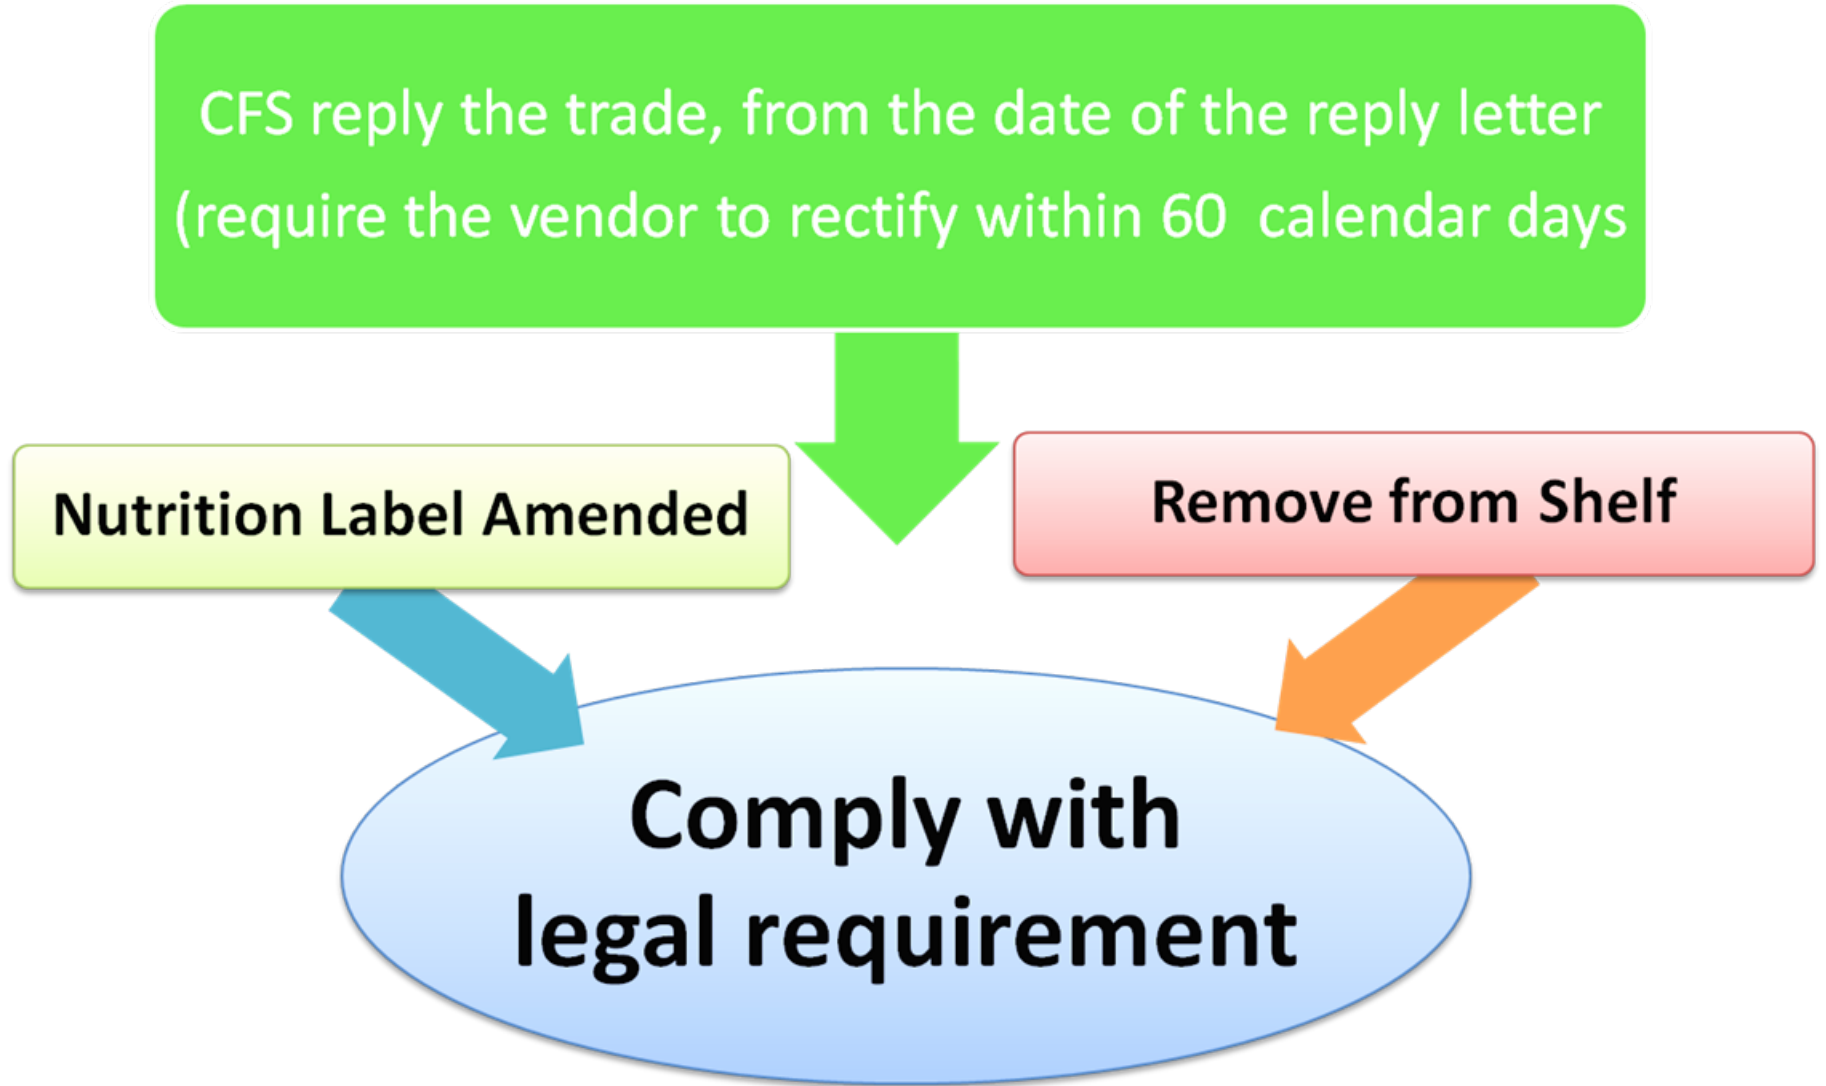 CFS reply the trade, from the date of the reply letter
(require the vendor to rectify within 60  calendar days
Nutrition Label Amended
Remove from Shelf
Comply with
legal requirement